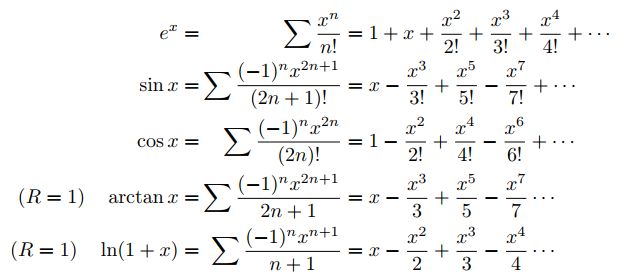 e^x = ∑ x^n/n! = 1 + x + x^2/2! + x^3/3! + x^4/4! + ⋯
sin x = ∑ (−1)^n x^{2n+1}/(2n + 1)! = x − x^3/3! + x^5/5! − x^7/7! + ⋯
cos x = ∑ (−1)^n x^{2n}/(2n)! = 1 − x^2/2! + x^4/4! − x^6/6! + ⋯
(R = 1) arctan x = ∑ (−1)^n x^{2n+1}/2n + 1 = x − x^3/3 + x^5/5 − x^7/7 ⋯
(R = 1) ln(1 + x) = ∑ (−1)^n x^{n+1}/n + 1 = x − x^2/2 + x^3/3 − x^4/4 ⋯